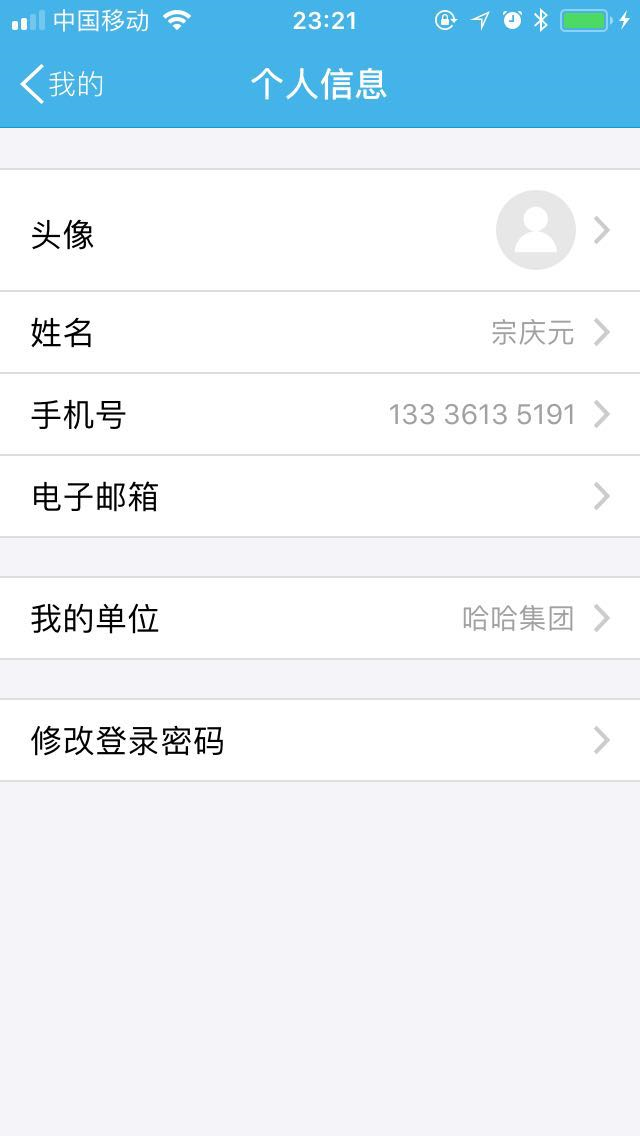 中国移动 23:21
我的 个人信息
头像
姓名 宗庆元
手机号 133 3613 5191
电子邮箱
我的单位 哈哈集团
修改登录密码